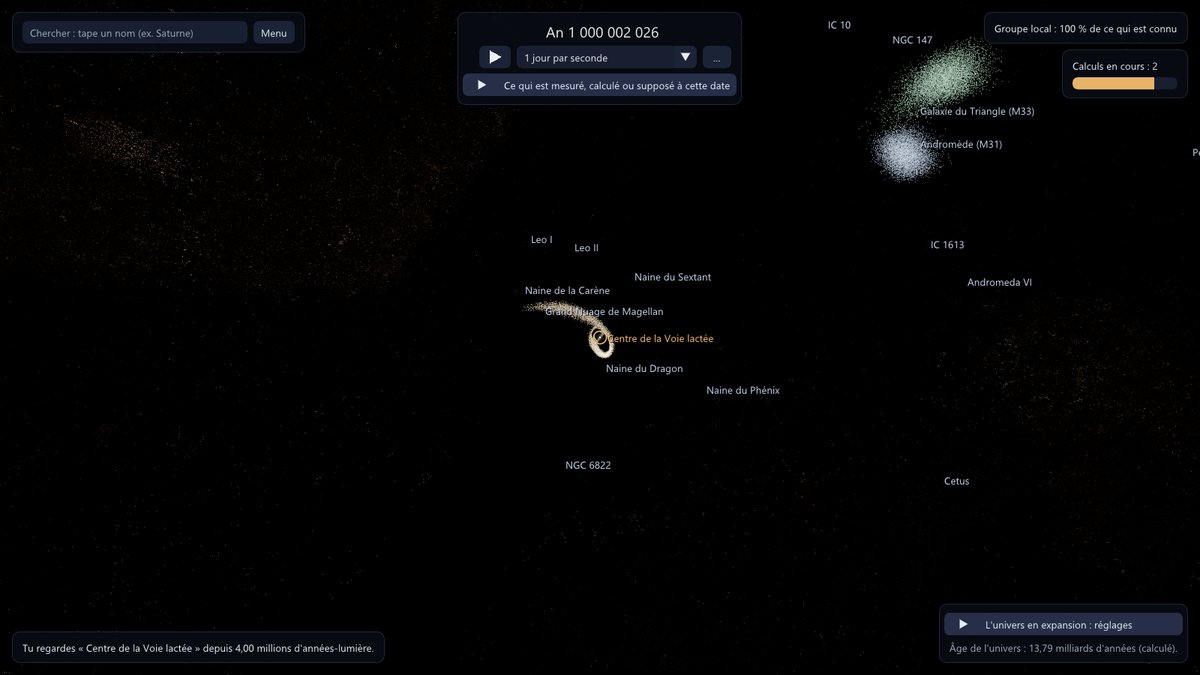 Chercher : tape un nom (ex. Saturne)
Menu
An 1 000 002 026
1 jour par seconde
...
Ce qui est mesuré, calculé ou supposé à cette date
Groupe local : 100 % de ce qui est connu
Calculs en cours : 2
IC 10
NGC 147
Galaxie du Triangle (M33)
Andromède (M31)
Leo I
Leo II
IC 1613
Naine du Sextant
Andromeda VI
Naine de la Carène
Grand Nuage de Magellan
Centre de la Voie lactée
Naine du Dragon
Naine du Phénix
NGC 6822
Cetus
L'univers en expansion : réglages
Âge de l'univers : 13,79 milliards d'années (calculé).
Tu regardes « Centre de la Voie lactée » depuis 4,00 millions d'années-lumière.